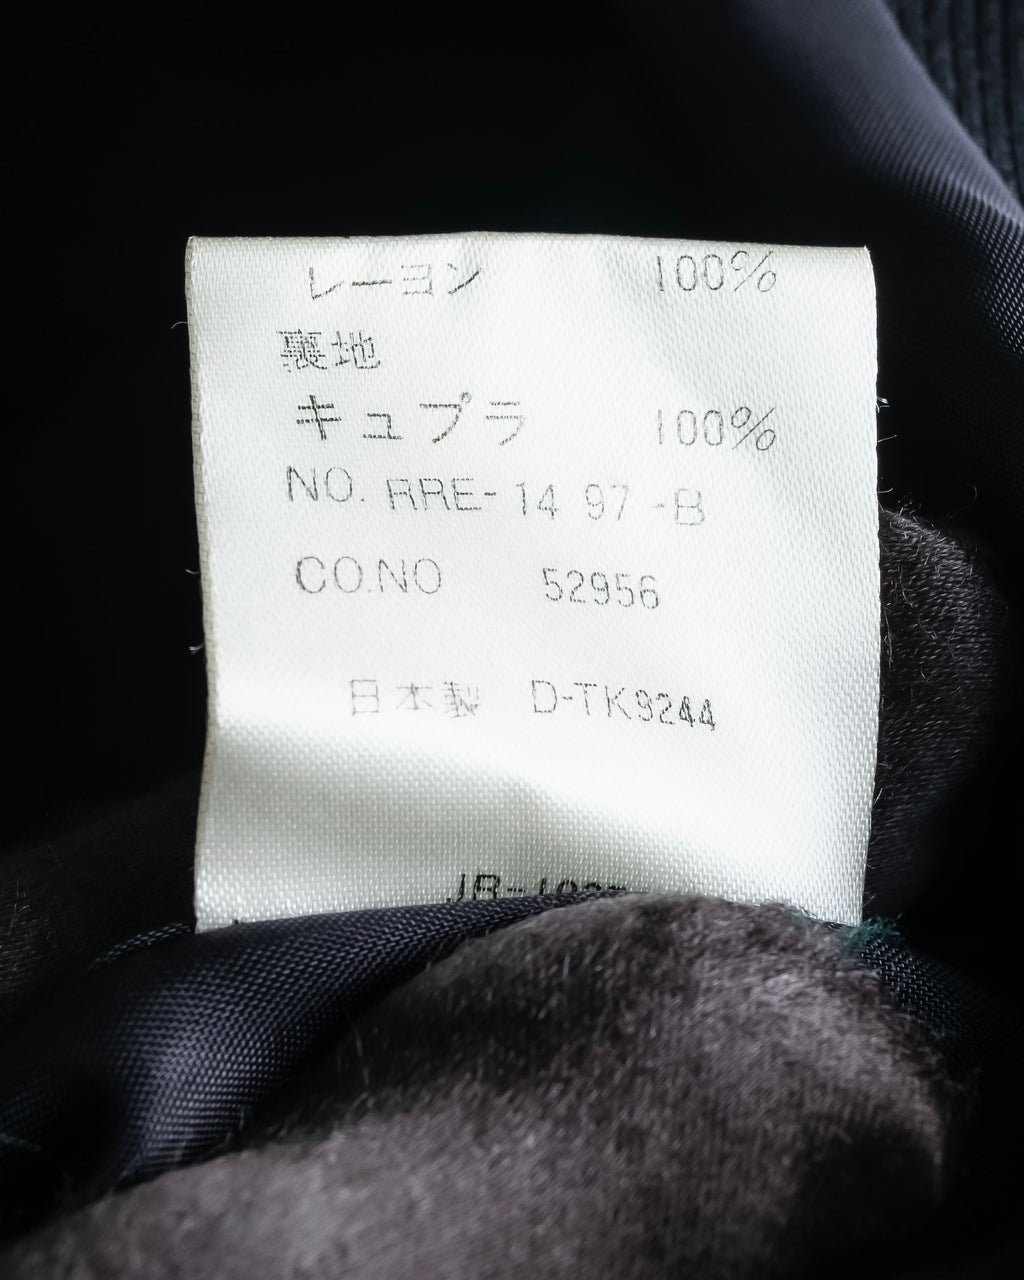 レーヨン 100%
裏地
キュプラ 100%
NO. RRE-14 97 -B
CO.NO 52956
日本製 D-TK9244